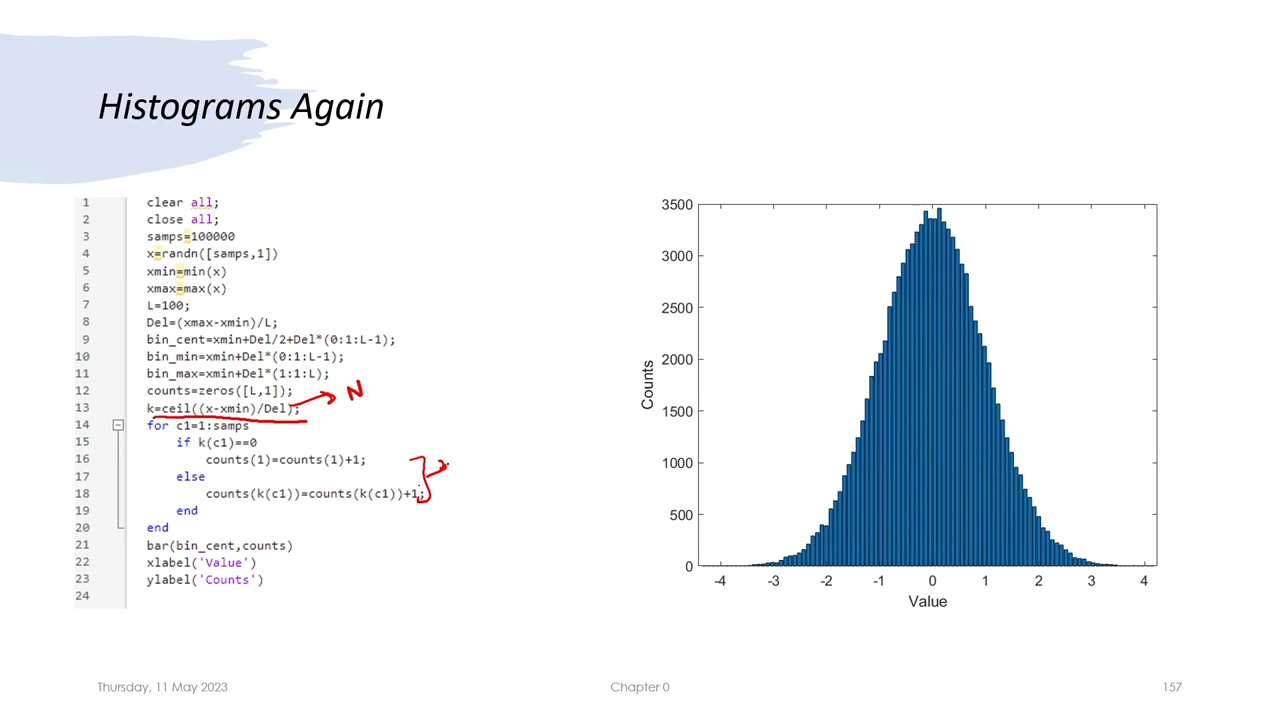 Histograms Again
1 clear all;
2 close all;
3 samps=100000
4 x=randn([samps,1])
5 xmin=min(x)
6 xmax=max(x)
7 L=100;
8 Del=(xmax-xmin)/L;
9 bin_cent=xmin+Del/2+Del*(0:1:L-1);
10 bin_min=xmin+Del*(0:1:L-1);
11 bin_max=xmin+Del*(1:1:L);
12 counts=zeros([L,1]);
13 k=ceil((x-xmin)/Del);
N
14 for c1=1:samps
15 if k(c1)==0
16 counts(1)=counts(1)+1;
17 else
18 counts(k(c1))=counts(k(c1))+1;
19 end
20 end
21 bar(bin_cent,counts)
22 xlabel('Value')
23 ylabel('Counts')
24
3500
3000
2500
2000
1500
1000
500
0
Counts
-4 -3 -2 -1 0 1 2 3 4
Value
Thursday, 11 May 2023
Chapter 0
157